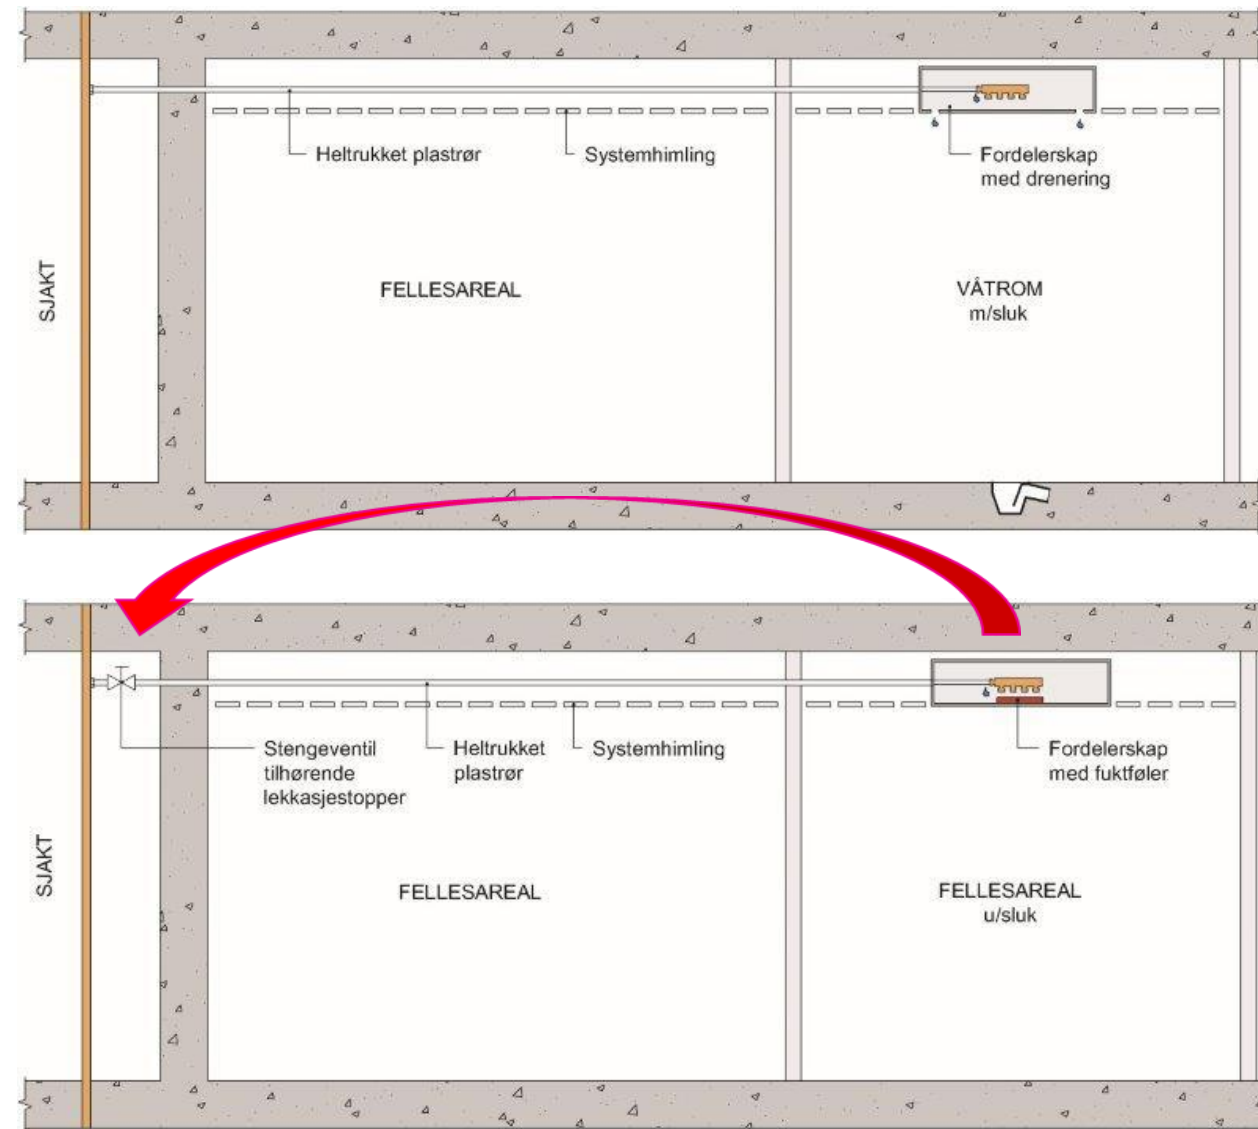 Heltrukket plastrør
Systemhimling
Fordelerskap
med drenering
SJAKT
FELLESAREAL
VÅTROM
m/sluk
Stengeventil
tilhørende
lekkasjestopper
Heltrukket
plastrør
Systemhimling
Fordelerskap
med fuktføler
SJAKT
FELLESAREAL
FELLESAREAL
u/sluk